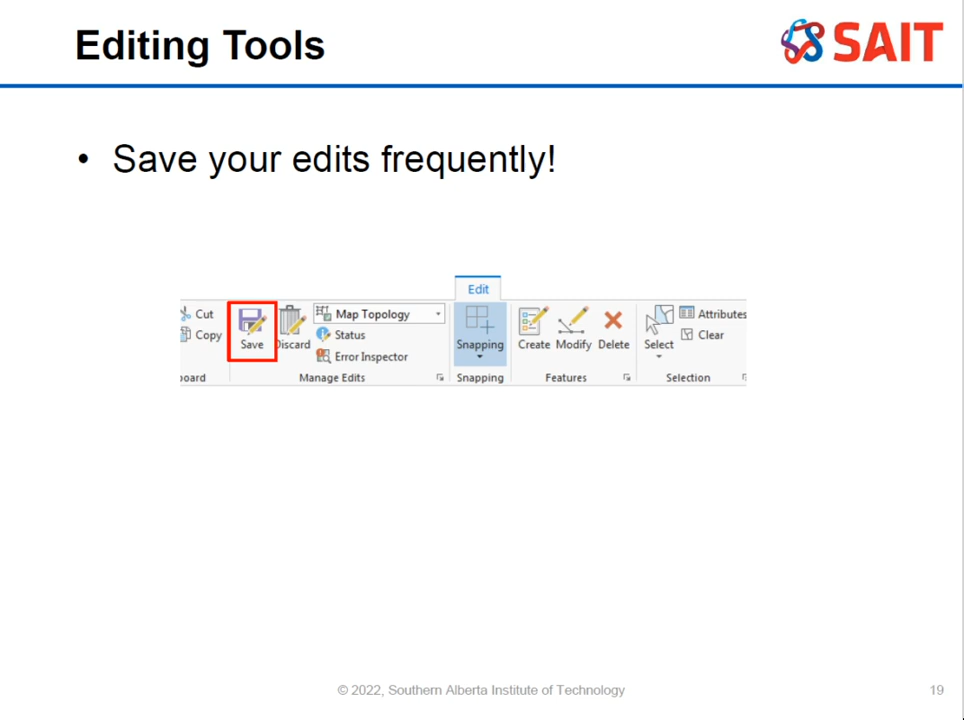 Editing Tools
SAIT
• Save your edits frequently!
Edit
Cut
Copy
Save
Discard
Map Topology
Status
Error Inspector
Snapping
Create
Modify
Delete
Select
Attributes
Clear
board
Manage Edits
Snapping
Features
Selection
© 2022, Southern Alberta Institute of Technology
19